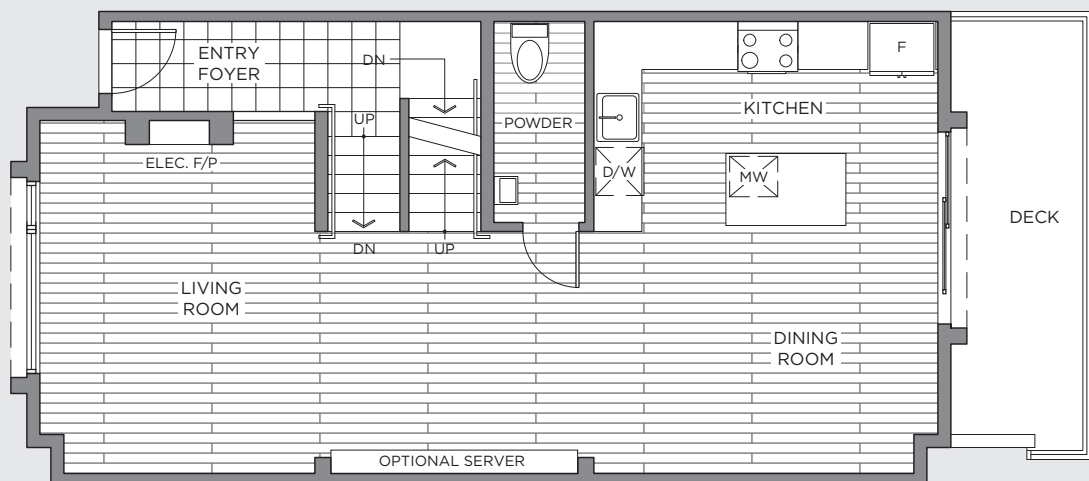 ENTRY
FOYER
DN
F
KITCHEN
UP
POWDER
ELEC. F/P
D/W
MW
DECK
DN
UP
LIVING
ROOM
DINING
ROOM
OPTIONAL SERVER